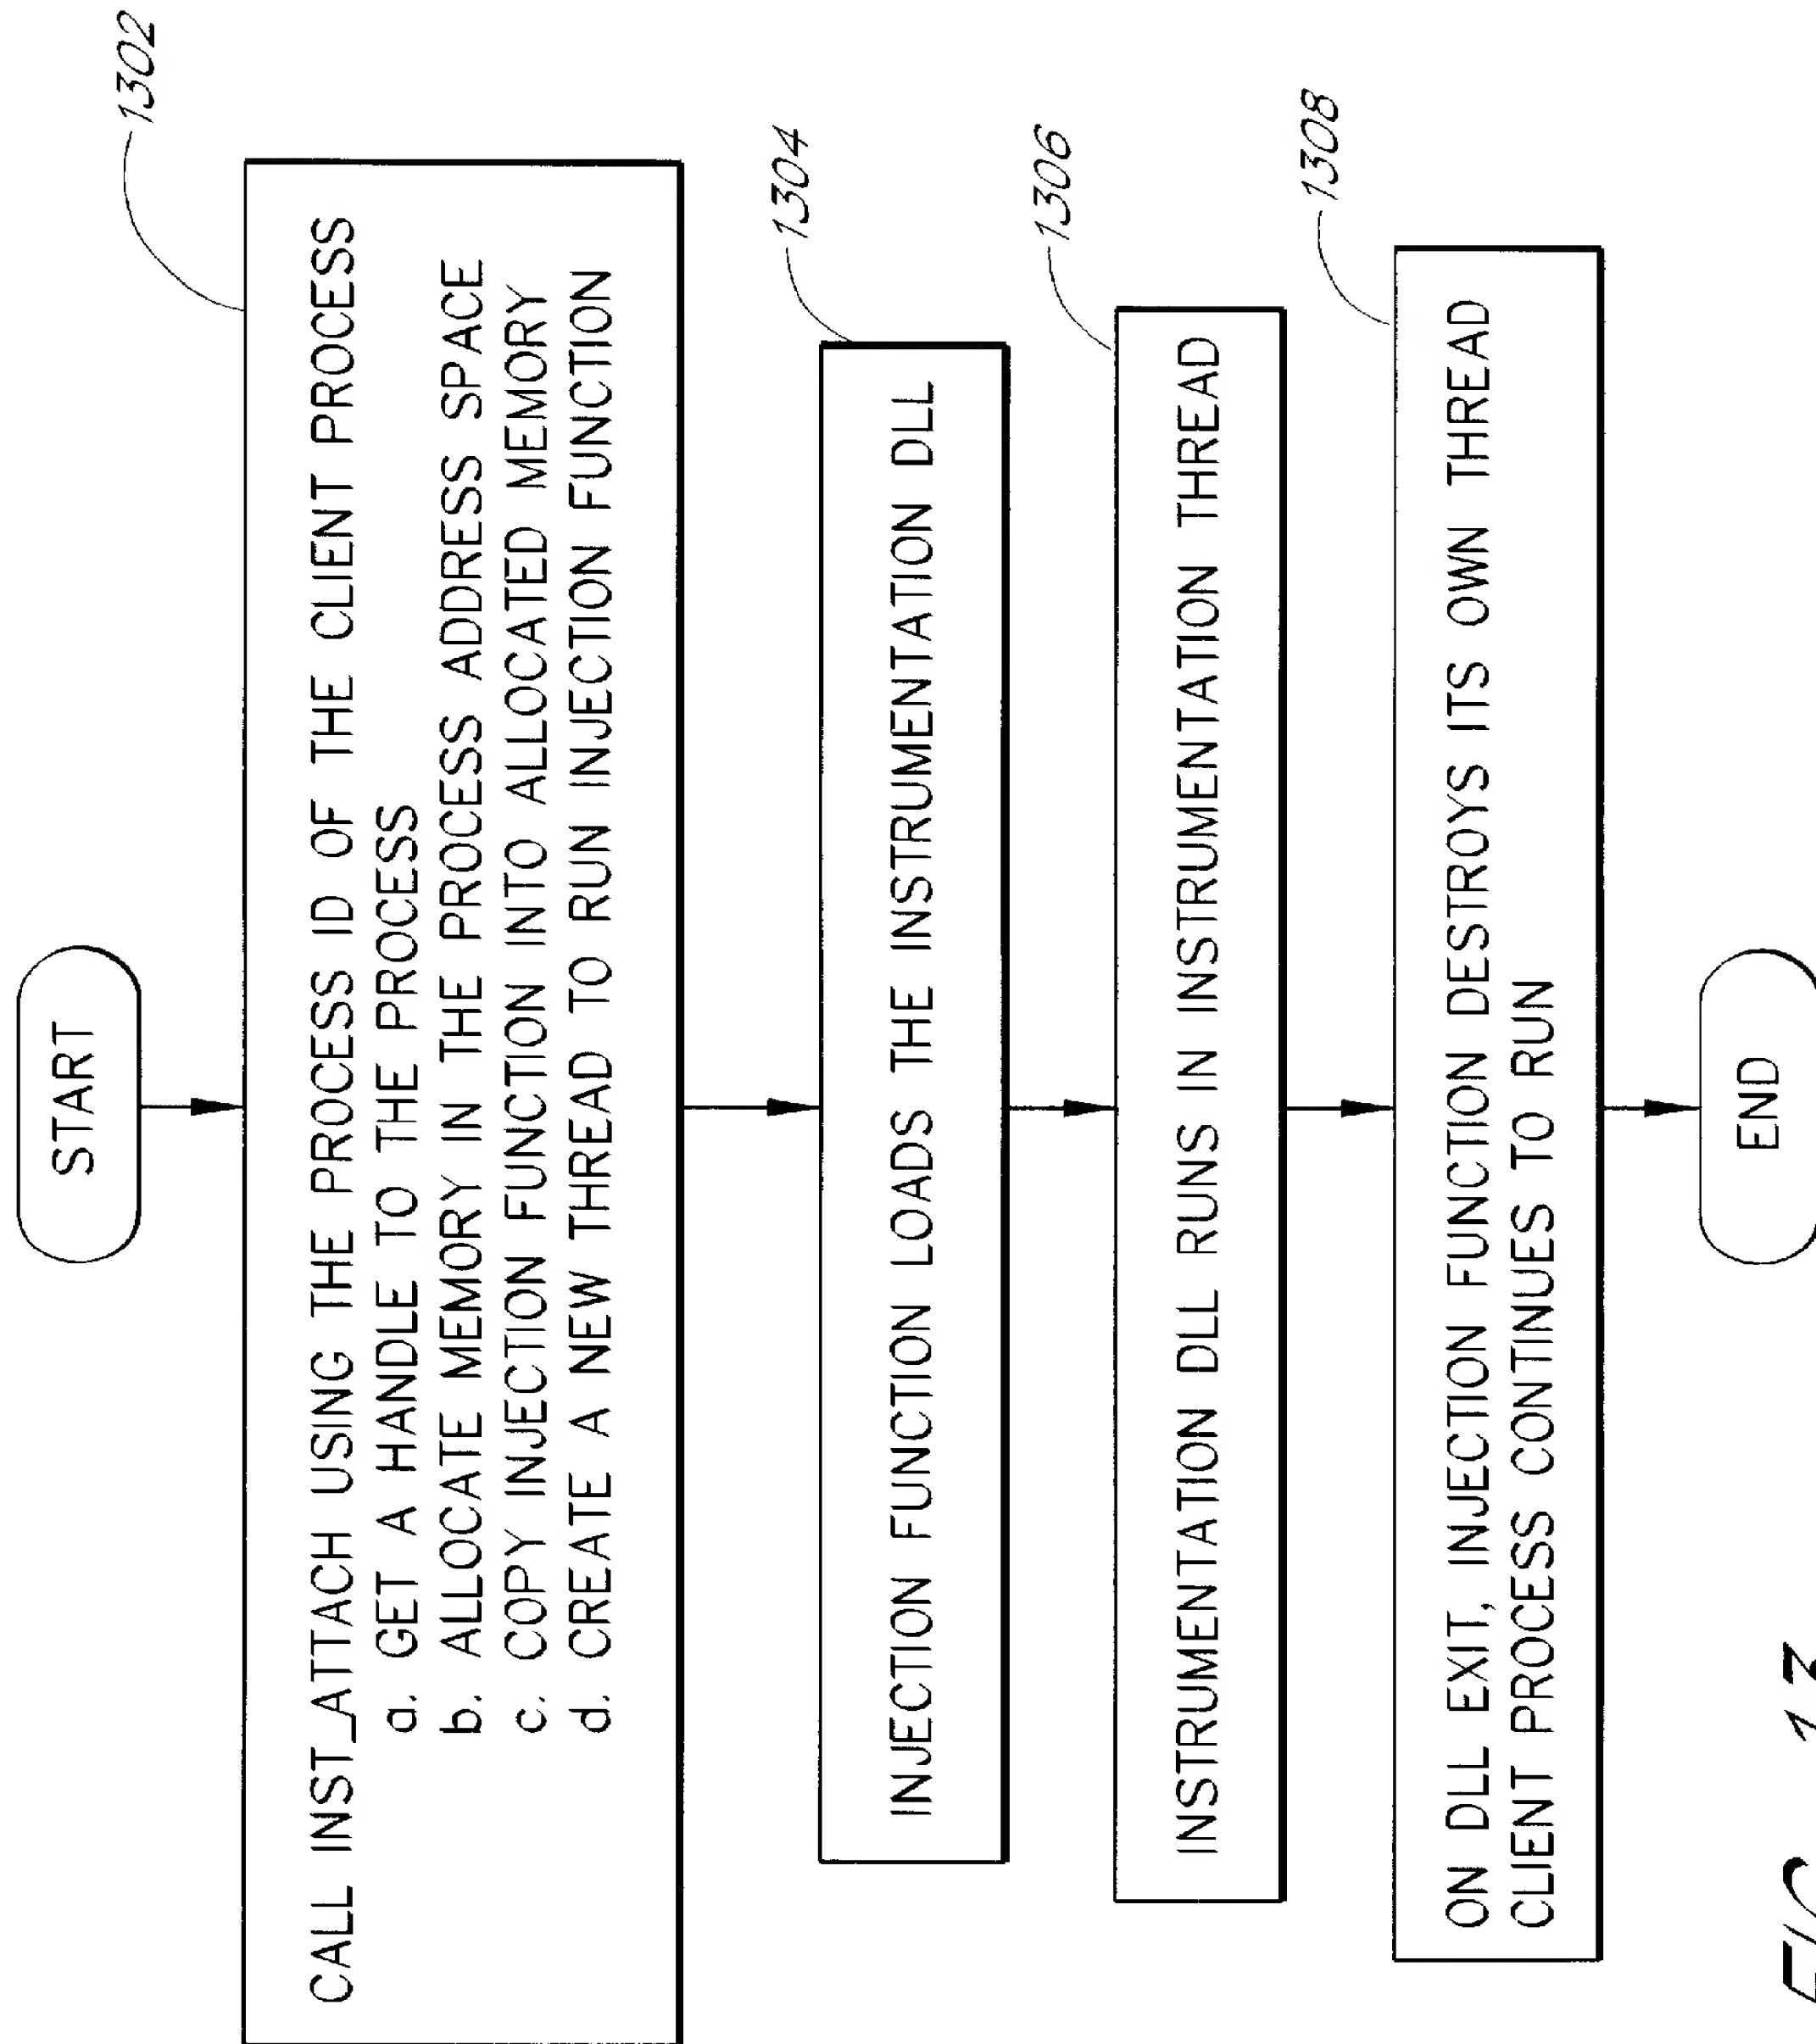 START
1302
CALL INST_ATTACH USING THE PROCESS ID OF THE CLIENT PROCESS
a. GET A HANDLE TO THE PROCESS
b. ALLOCATE MEMORY IN THE PROCESS ADDRESS SPACE
c. COPY INJECTION FUNCTION INTO ALLOCATED MEMORY
d. CREATE A NEW THREAD TO RUN INJECTION FUNCTION
1304
INJECTION FUNCTION LOADS THE INSTRUMENTATION DLL
1306
INSTRUMENTATION DLL RUNS IN INSTRUMENTATION THREAD
1308
ON DLL EXIT, INJECTION FUNCTION DESTROYS ITS OWN THREAD
CLIENT PROCESS CONTINUES TO RUN
END
FIG. 13